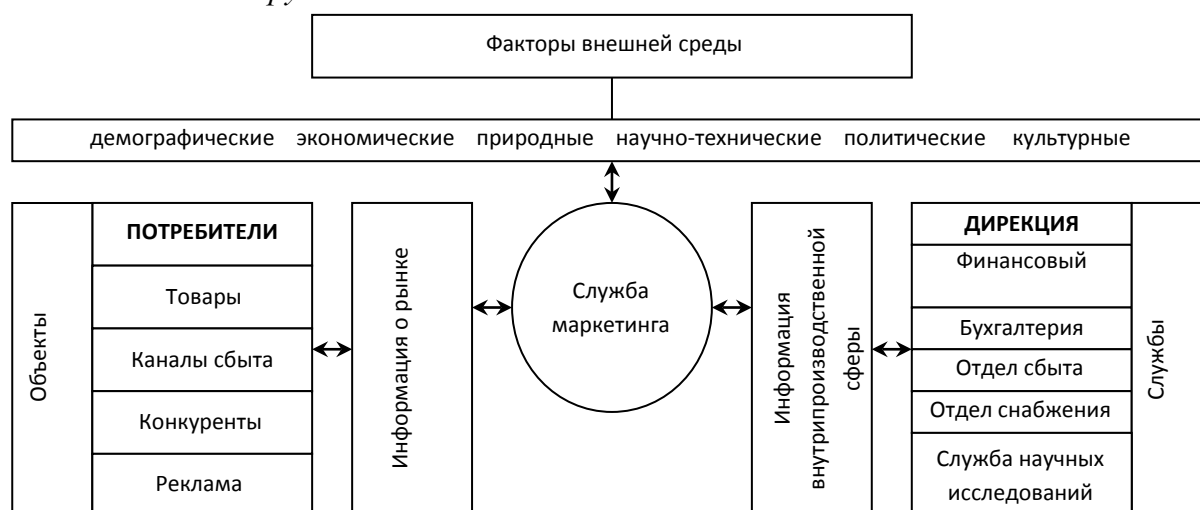 Факторы внешней среды
демографические экономические природные научно-технические политические культурные
Объекты
ПОТРЕБИТЕЛИ
Товары
Каналы сбыта
Конкуренты
Реклама
Информация о рынке
Служба
маркетинга
Информация
внутрипроизводственной
сферы
ДИРЕКЦИЯ
Финансовый
Бухгалтерия
Отдел сбыта
Отдел снабжения
Служба научных
исследований
Службы